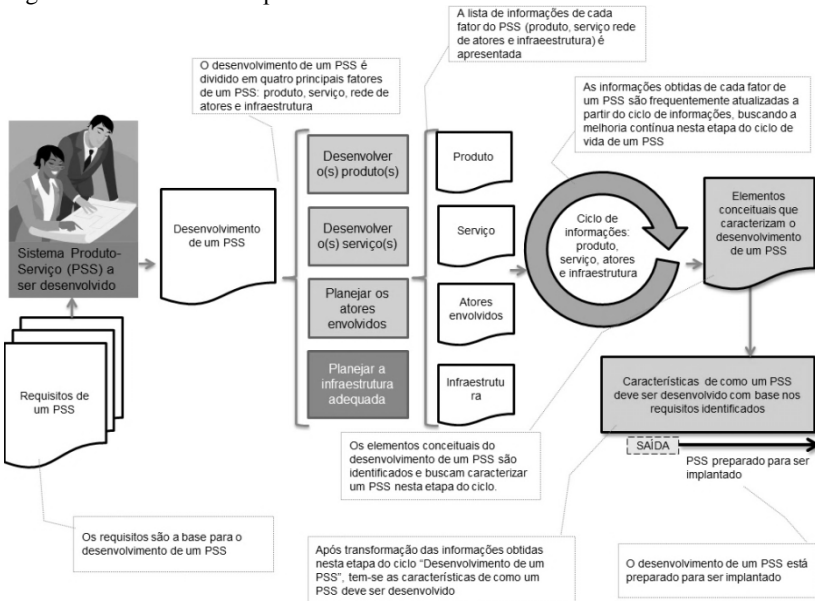 A lista de informações de cada
fator do PSS (produto, serviço rede
de atores e infraeestrutura) é
apresentada
O desenvolvimento de um PSS é
dividido em quatro principais fatores
de um PSS: produto, serviço, rede de
atores e infraestrutura
As informações obtidas de cada fator de
um PSS são frequentemente atualizadas a
partir do ciclo de informações, buscando a
melhoria contínua nesta etapa do ciclo de
vida de um PSS
Sistema Produto-
Serviço (PSS) a
ser desenvolvido
Requisitos de
um PSS
Desenvolvimento
de um PSS
Desenvolver
o(s) produto(s)
Desenvolver
o(s) serviço(s)
Planejar os
atores
envolvidos
Planejar a
infraestrutura
adequada
Produto
Serviço
Atores
envolvidos
Infraestrutu
ra
Ciclo de
informações:
produto,
serviço, atores
e infraestrutura
Elementos
conceituais que
caracterizam o
desenvolvimento
de um PSS
Características de como um PSS
deve ser desenvolvido com base nos
requisitos identificados
SAÍDA
PSS preparado para ser
implantado
Os elementos conceituais do
desenvolvimento de um PSS são
identificados e buscam caracterizar
um PSS nesta etapa do ciclo.
Os requisitos são a base para o
desenvolvimento de um PSS
Após transformação das informações obtidas
nesta etapa do ciclo “Desenvolvimento de um
PSS”, tem-se as características de como um
PSS deve ser desenvolvido
O desenvolvimento de um PSS está
preparado para ser implantado